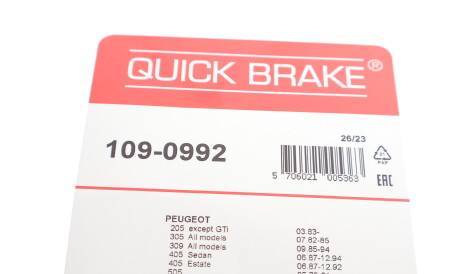 QUICK BRAKE®
109-0992
26/23
5 706021 005963
PAP
EAC
PEUGEOT
205 except GTi 03.83-
305 All models 07.82-85
309 All models 09.85-94
405 Sedan 06.87-12.94
405 Estate 06.87-12.92
505